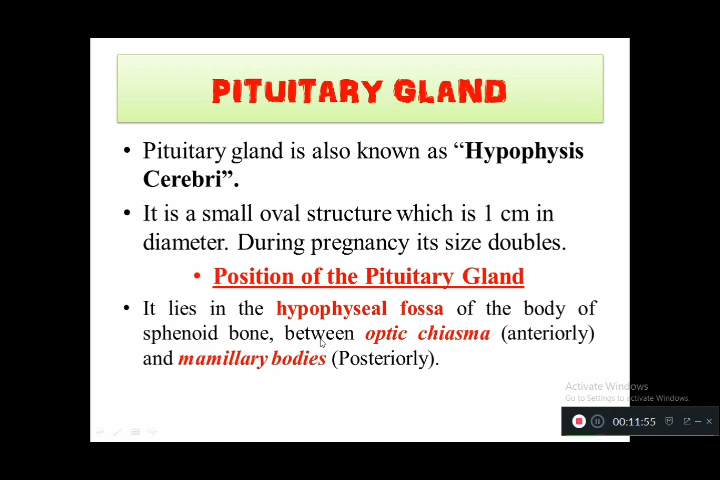 PITUITARY GLAND
• Pituitary gland is also known as “Hypophysis
Cerebri”.
• It is a small oval structure which is 1 cm in
diameter. During pregnancy its size doubles.
• Position of the Pituitary Gland
• It lies in the hypophyseal fossa of the body of
sphenoid bone, between optic chiasma (anteriorly)
and mamillary bodies (Posteriorly).
Activate Windows
Go to Settings to activate Windows.
00:11:55